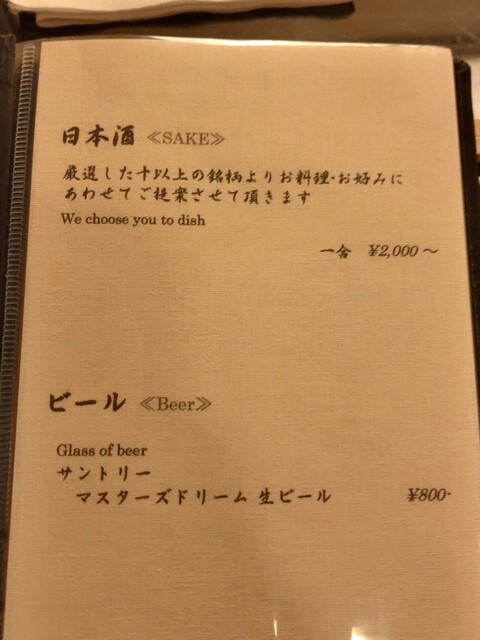 日本酒 ≪SAKE≫
厳選した十以上の銘柄よりお料理・お好みに
あわせてご提案させて頂きます
We choose you to dish
一合 ¥2,000～
ビール ≪Beer≫
Glass of beer
サントリー
マスターズドリーム 生ビール ¥800-